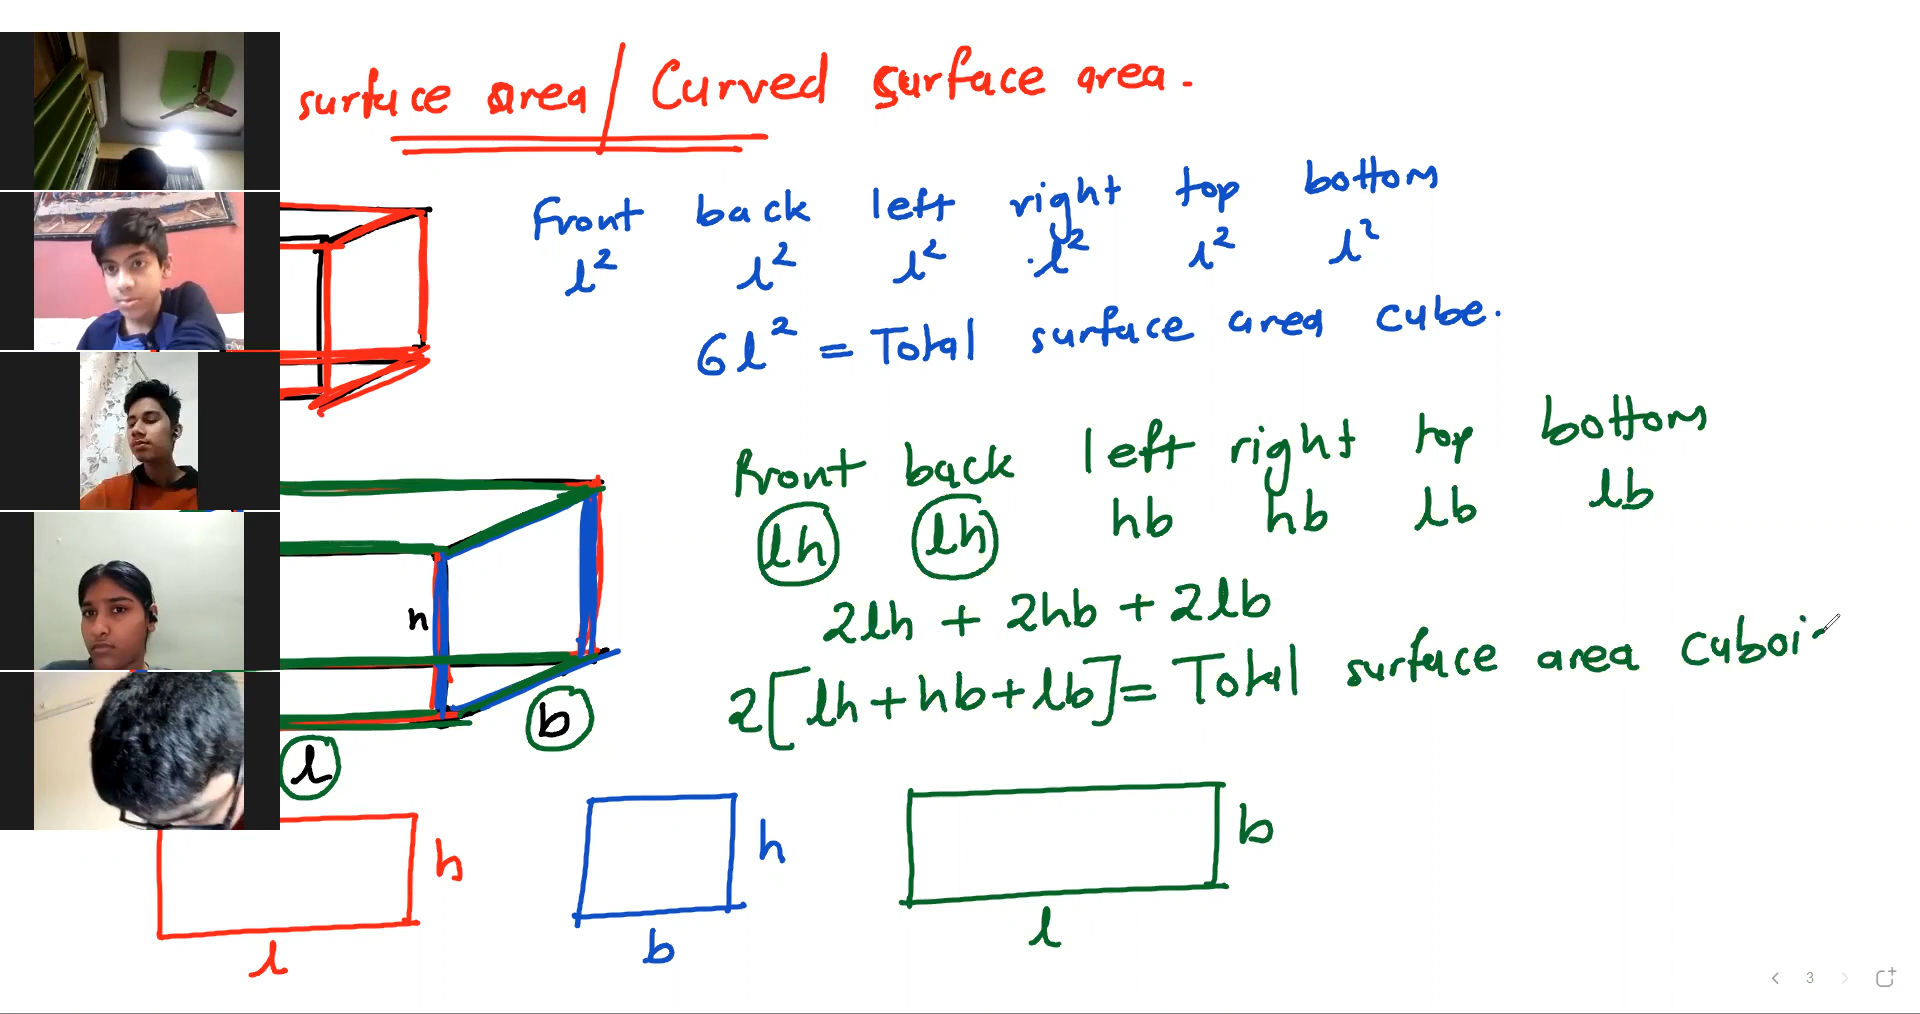 surface area / Curved surface area.
Front back left right top bottom
l² l² l² l² l² l²
6l² = Total surface area cube.
Front back left right top bottom
lh lh hb hb lb lb
2lh + 2hb + 2lb
2[lh+hb+lb] = Total surface area cuboi
h
b
l
h
h
b
l
b
l
3